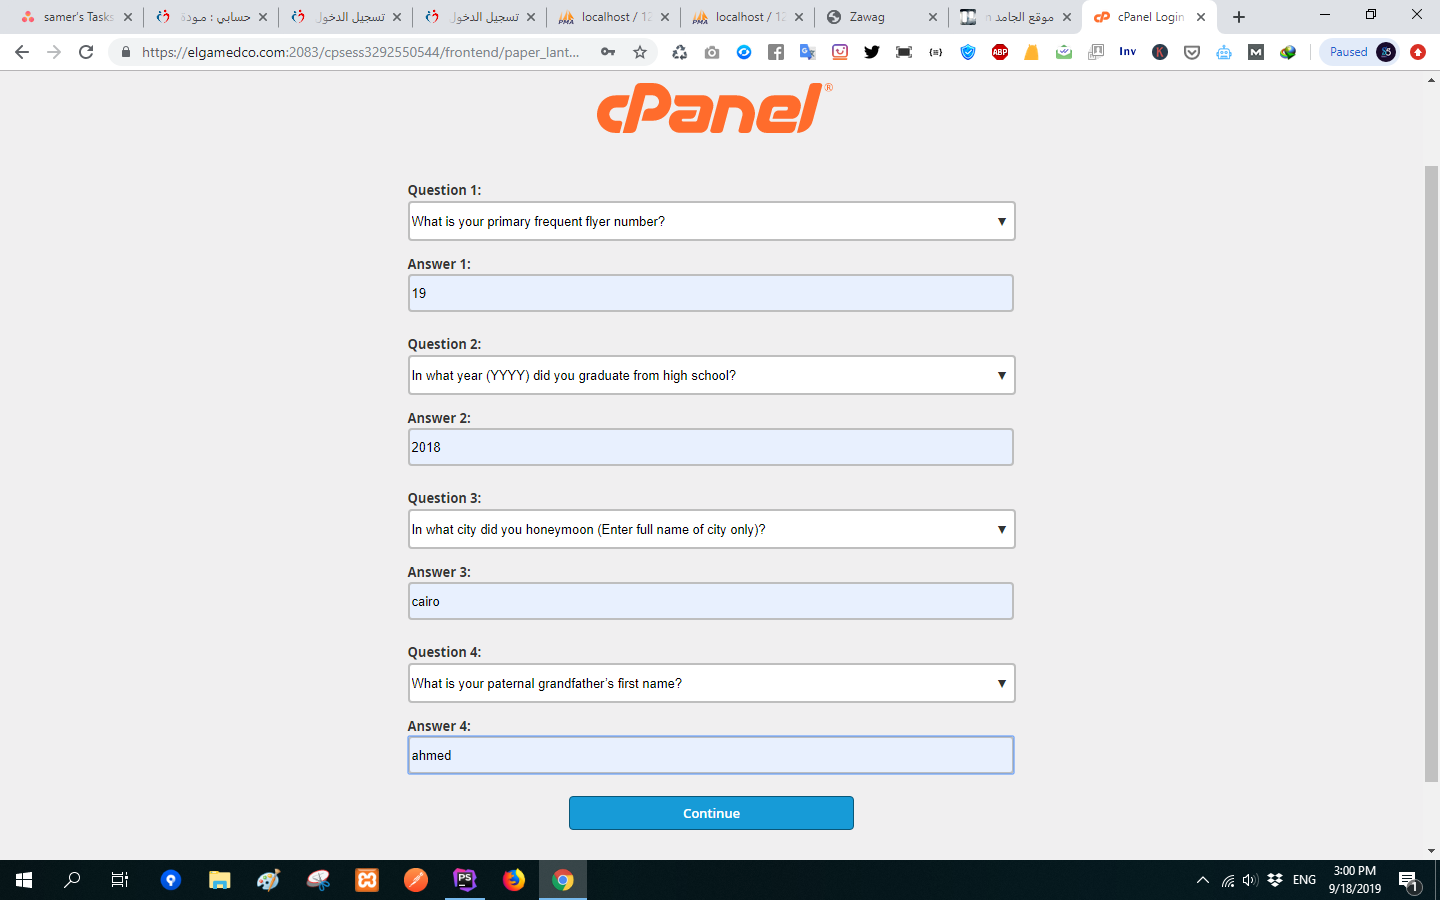 samer's Tasks
حسابي : مودة
تسجيل الدخول
تسجيل الدخول
localhost / 12
localhost / 12
Zawag
موقع الجامد
cPanel Login
https://elgamedco.com:2083/cpsess3292550544/frontend/paper_lant...
ABP
{≡}
Inv
K
M
Paused
cPanel®
Question 1:
What is your primary frequent flyer number?
Answer 1:
19
Question 2:
In what year (YYYY) did you graduate from high school?
Answer 2:
2018
Question 3:
In what city did you honeymoon (Enter full name of city only)?
Answer 3:
cairo
Question 4:
What is your paternal grandfather's first name?
Answer 4:
ahmed
Continue
PS
ENG
3:00 PM
9/18/2019
1